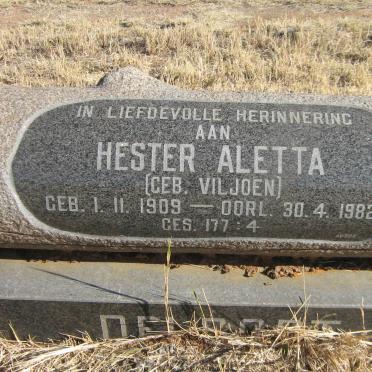 IN LIEFDEVOLLE HERINNERING
AAN
HESTER ALETTA
(GEB. VILJOEN)
GEB. 1. 11. 1909 — OORL. 30. 4. 1982
GES. 177 : 4
DE